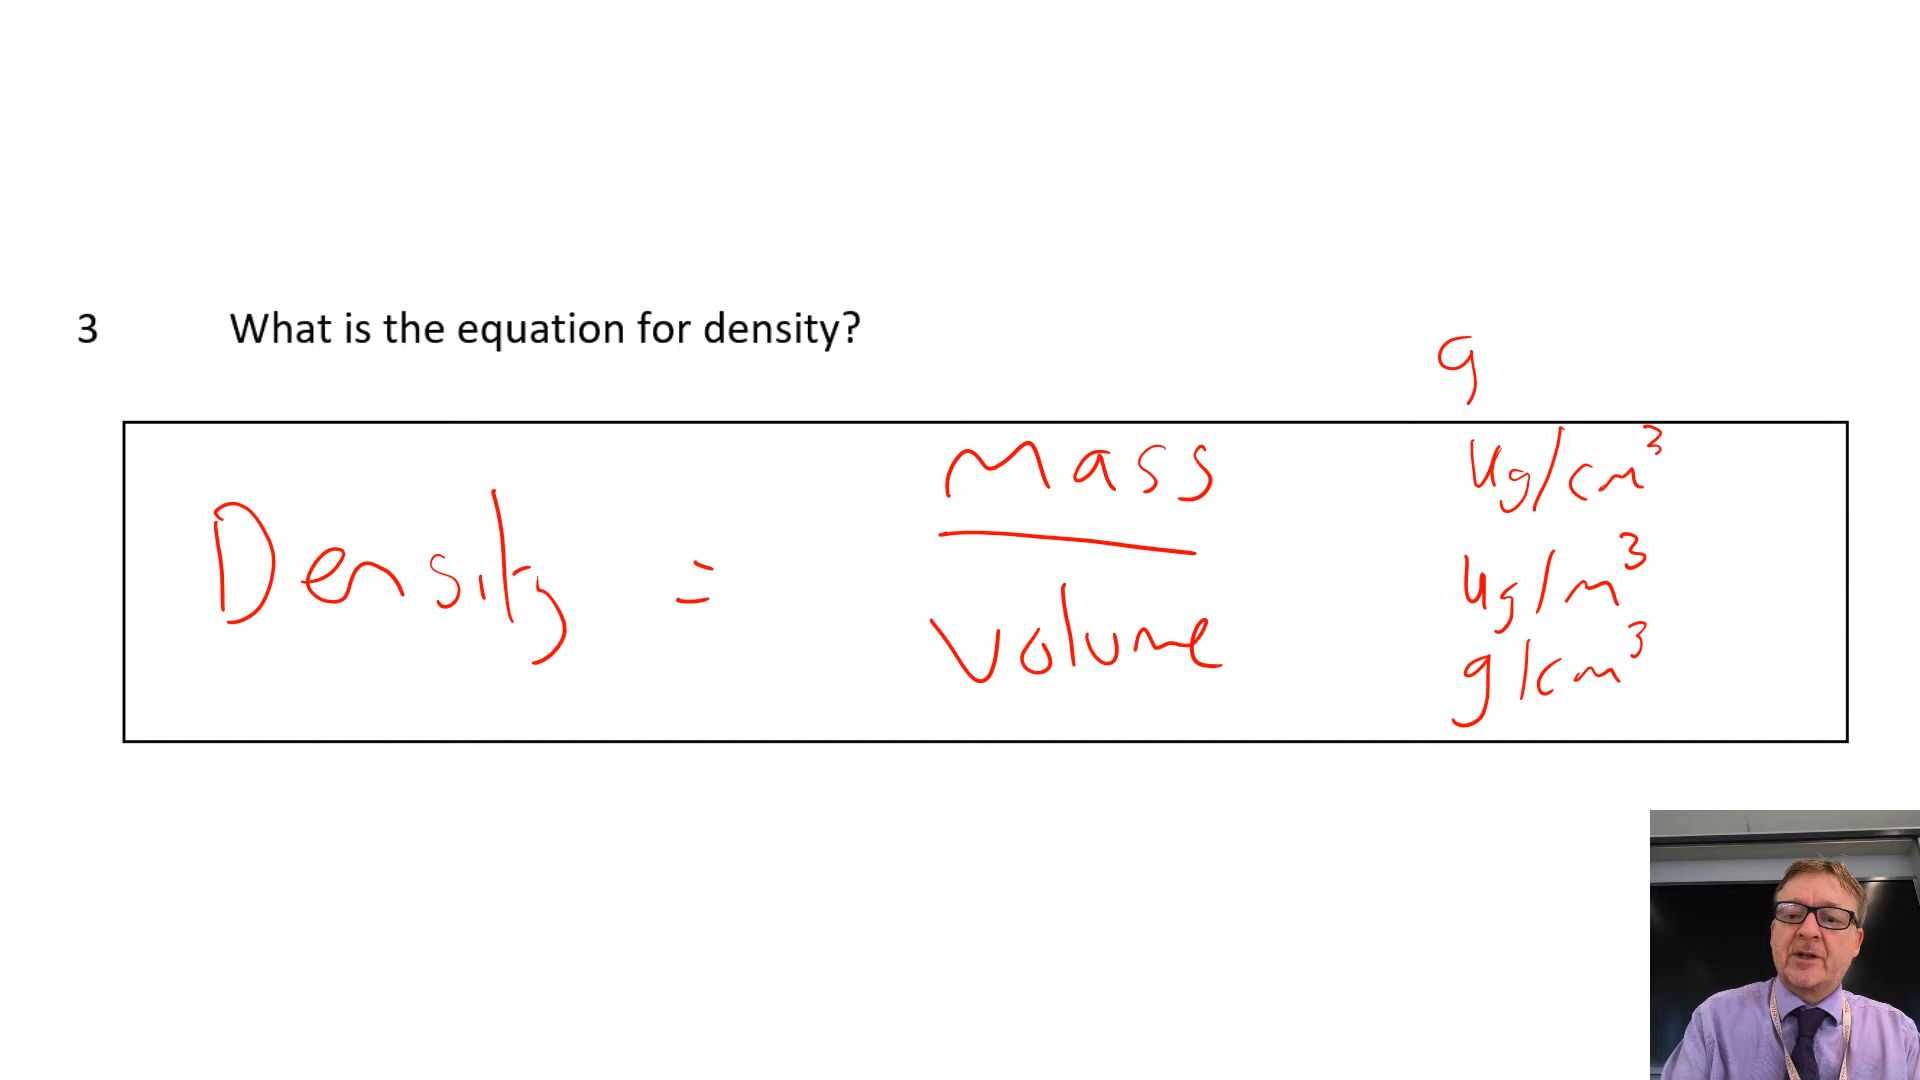 3 What is the equation for density?
g
Density = Mass / Volume
kg/cm³
kg/m³
g/cm³